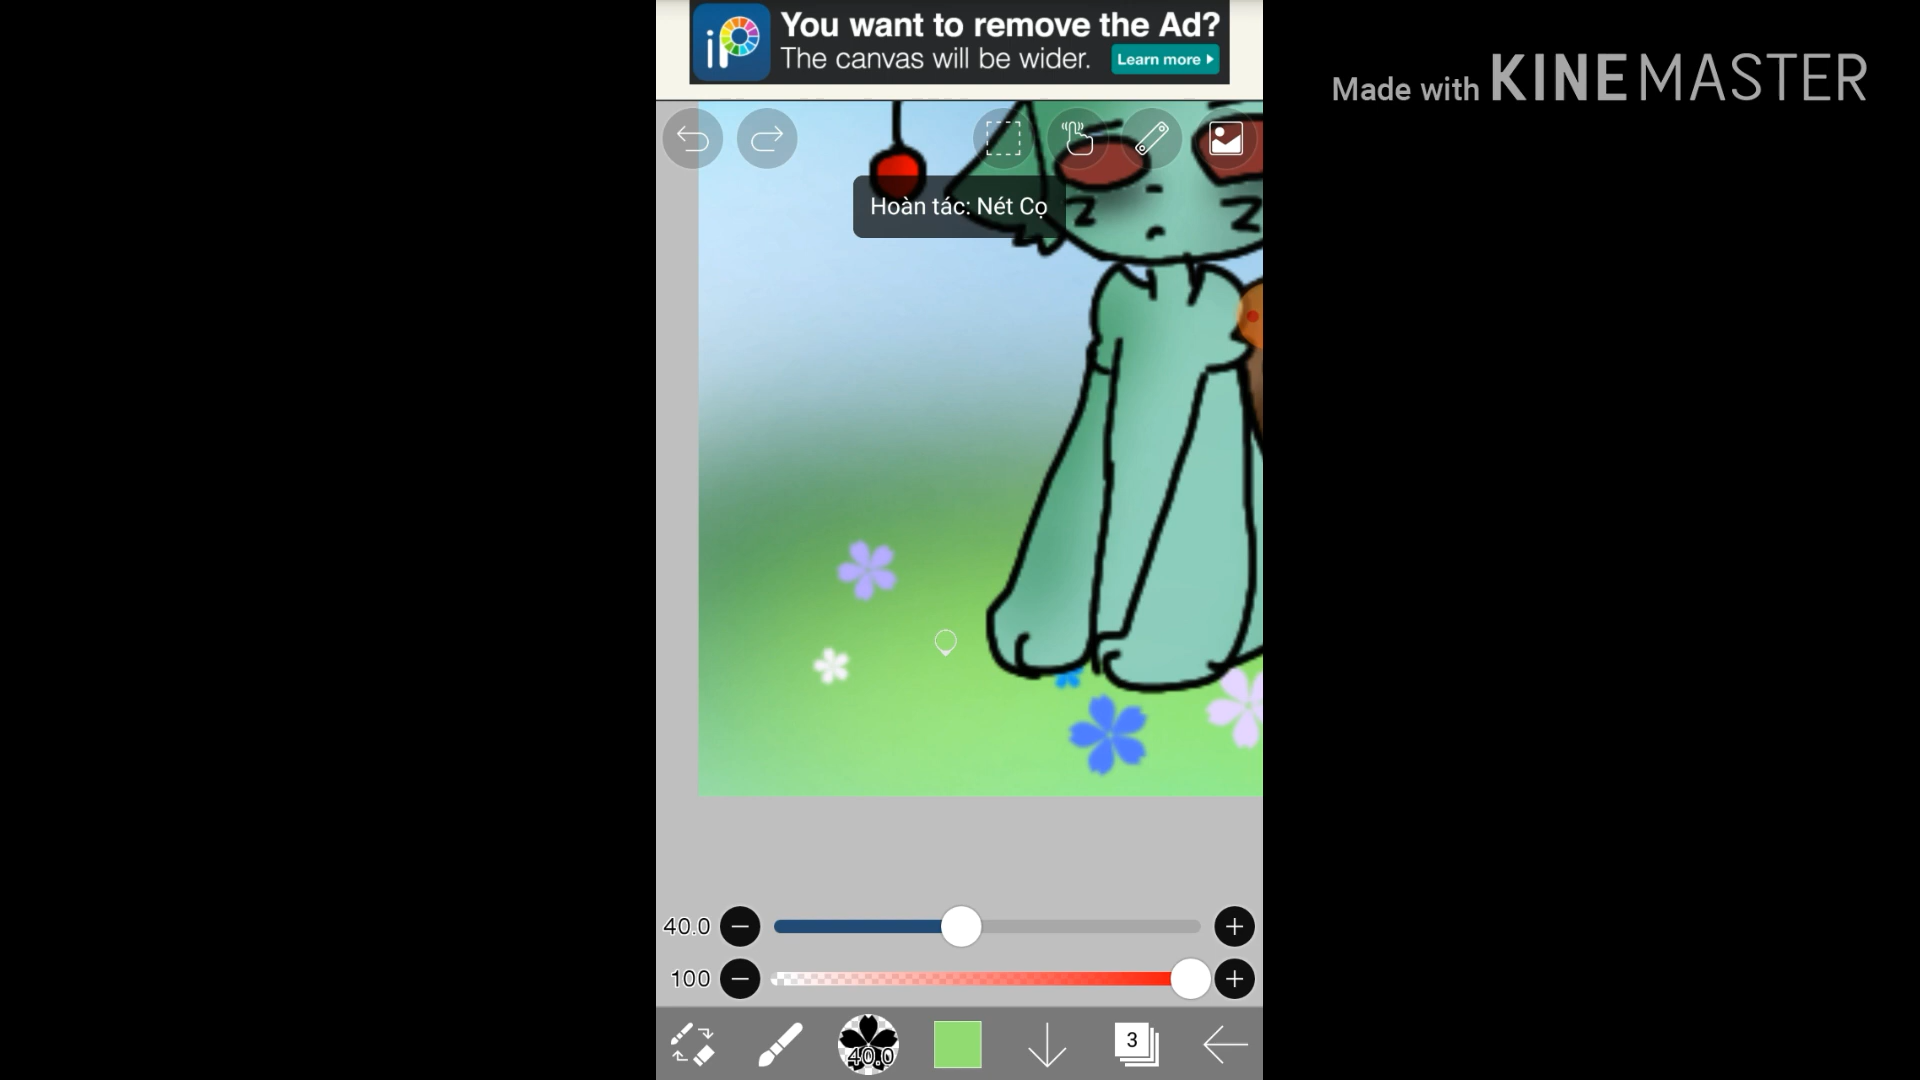 iP
You want to remove the Ad?
The canvas will be wider.
Learn more
Made with KINEMASTER
Hoàn tác: Nét Cọ
40.0
100
40.0
3